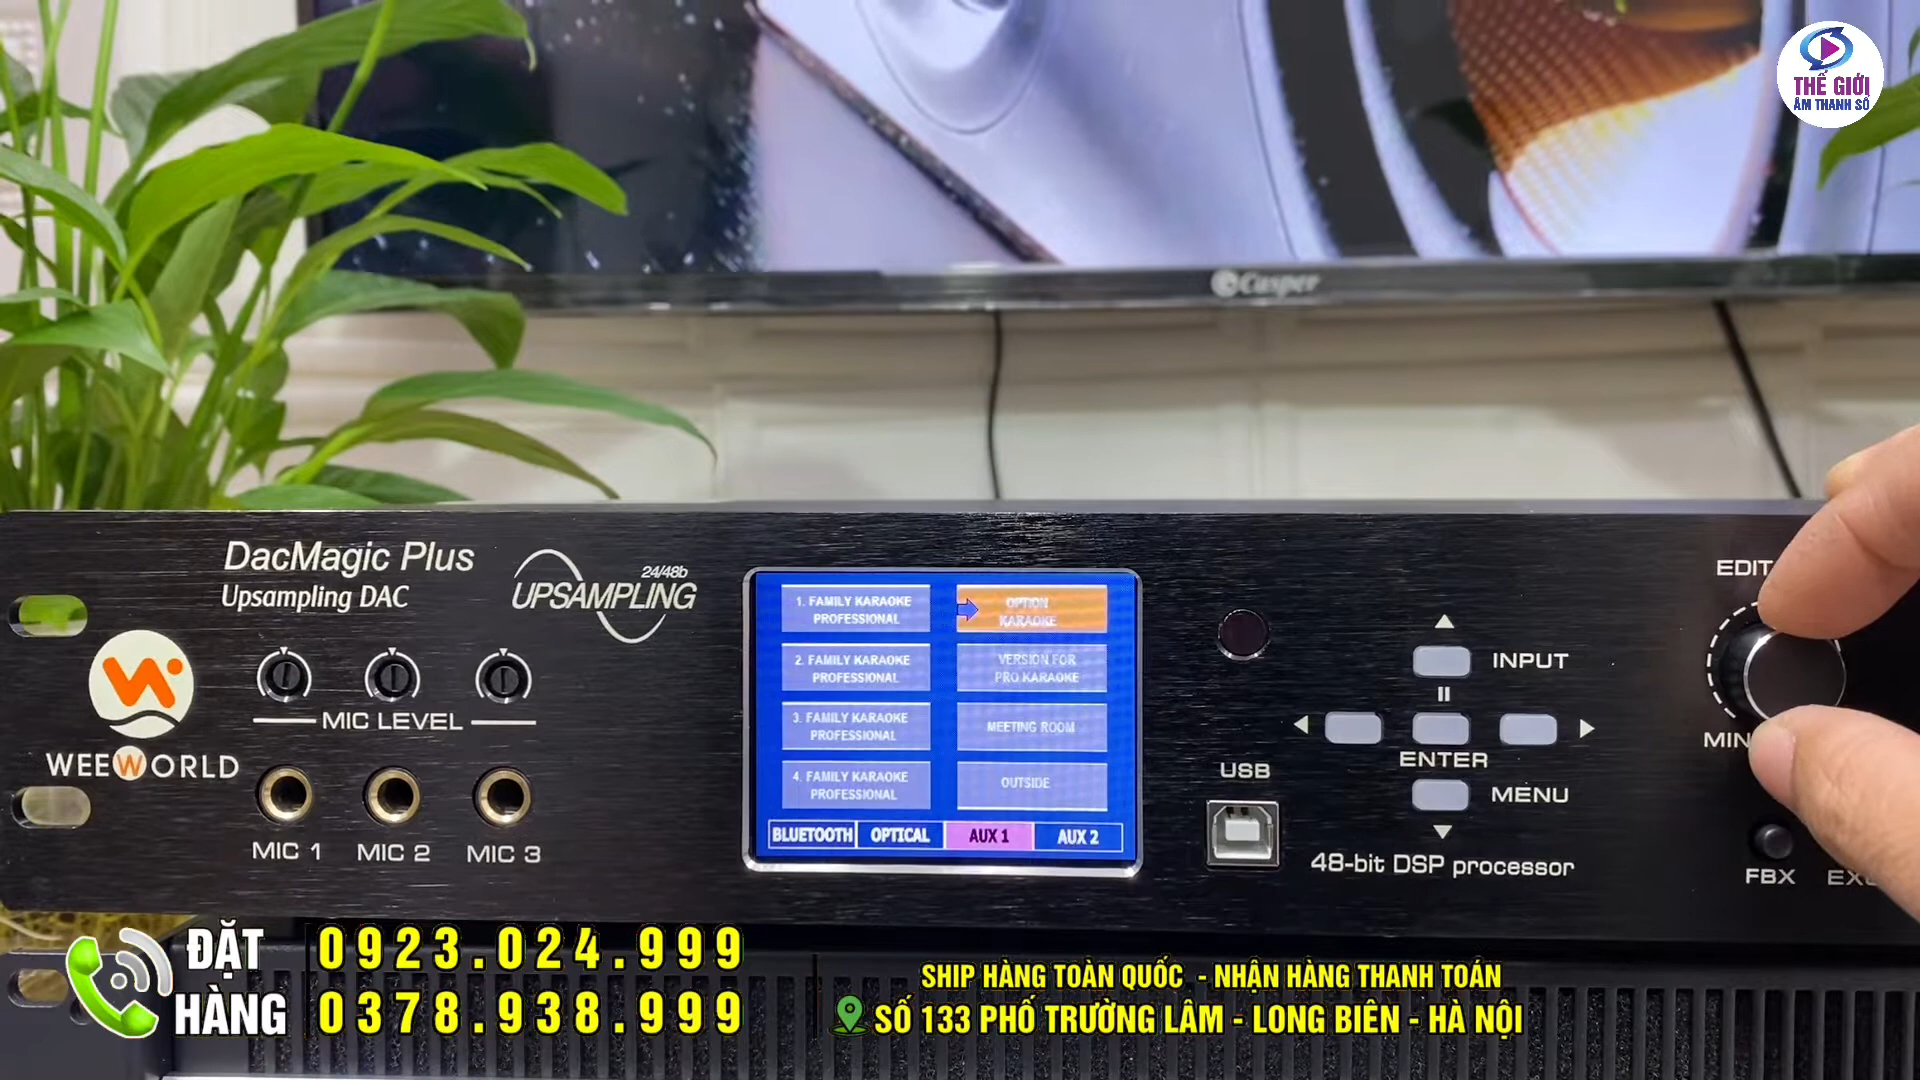 THẾ GIỚI
ÂM THANH SỐ
Casper
DacMagic Plus
Upsampling DAC
24/48b
UPSAMPLING
WEEWORLD
MIC LEVEL
MIC 1
MIC 2
MIC 3
1. FAMILY KARAOKE
PROFESSIONAL
OPTION
KARAOKE
2. FAMILY KARAOKE
PROFESSIONAL
VERSION FOR
PRO KARAOKE
3. FAMILY KARAOKE
PROFESSIONAL
MEETING ROOM
4. FAMILY KARAOKE
PROFESSIONAL
OUTSIDE
BLUETOOTH
OPTICAL
AUX 1
AUX 2
USB
INPUT
ENTER
MENU
48-bit DSP processor
EDIT
MIN
FBX
ĐẶT
HÀNG
0923.024.999
0378.938.999
SHIP HÀNG TOÀN QUỐC - NHẬN HÀNG THANH TOÁN
SỐ 133 PHỐ TRƯỜNG LÂM - LONG BIÊN - HÀ NỘI